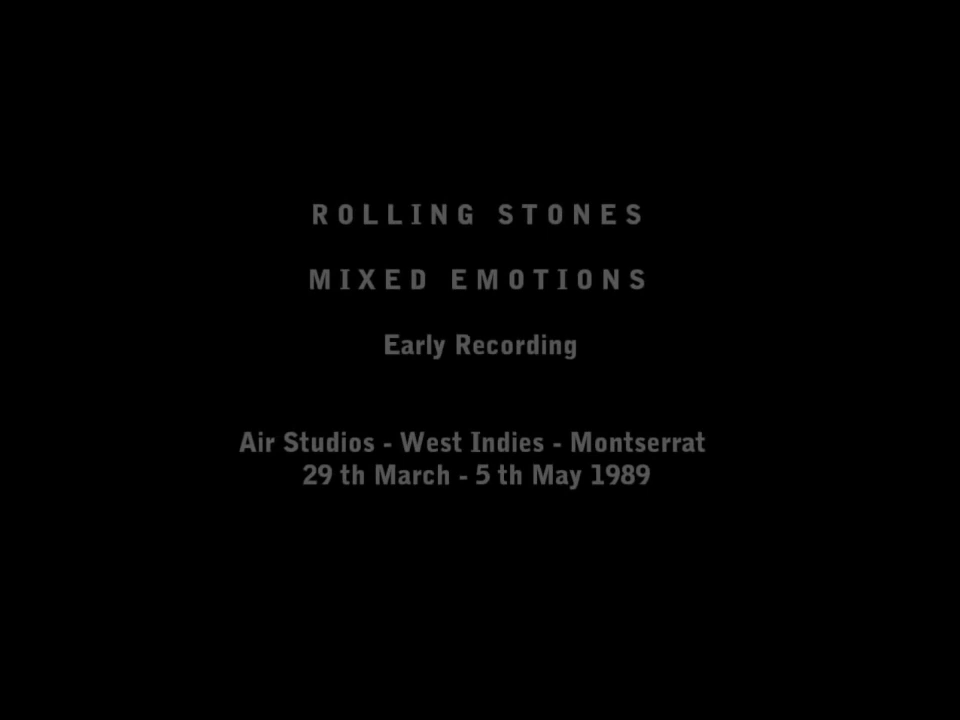 ROLLING STONES
MIXED EMOTIONS
Early Recording
Air Studios - West Indies - Montserrat
29 th March - 5 th May 1989